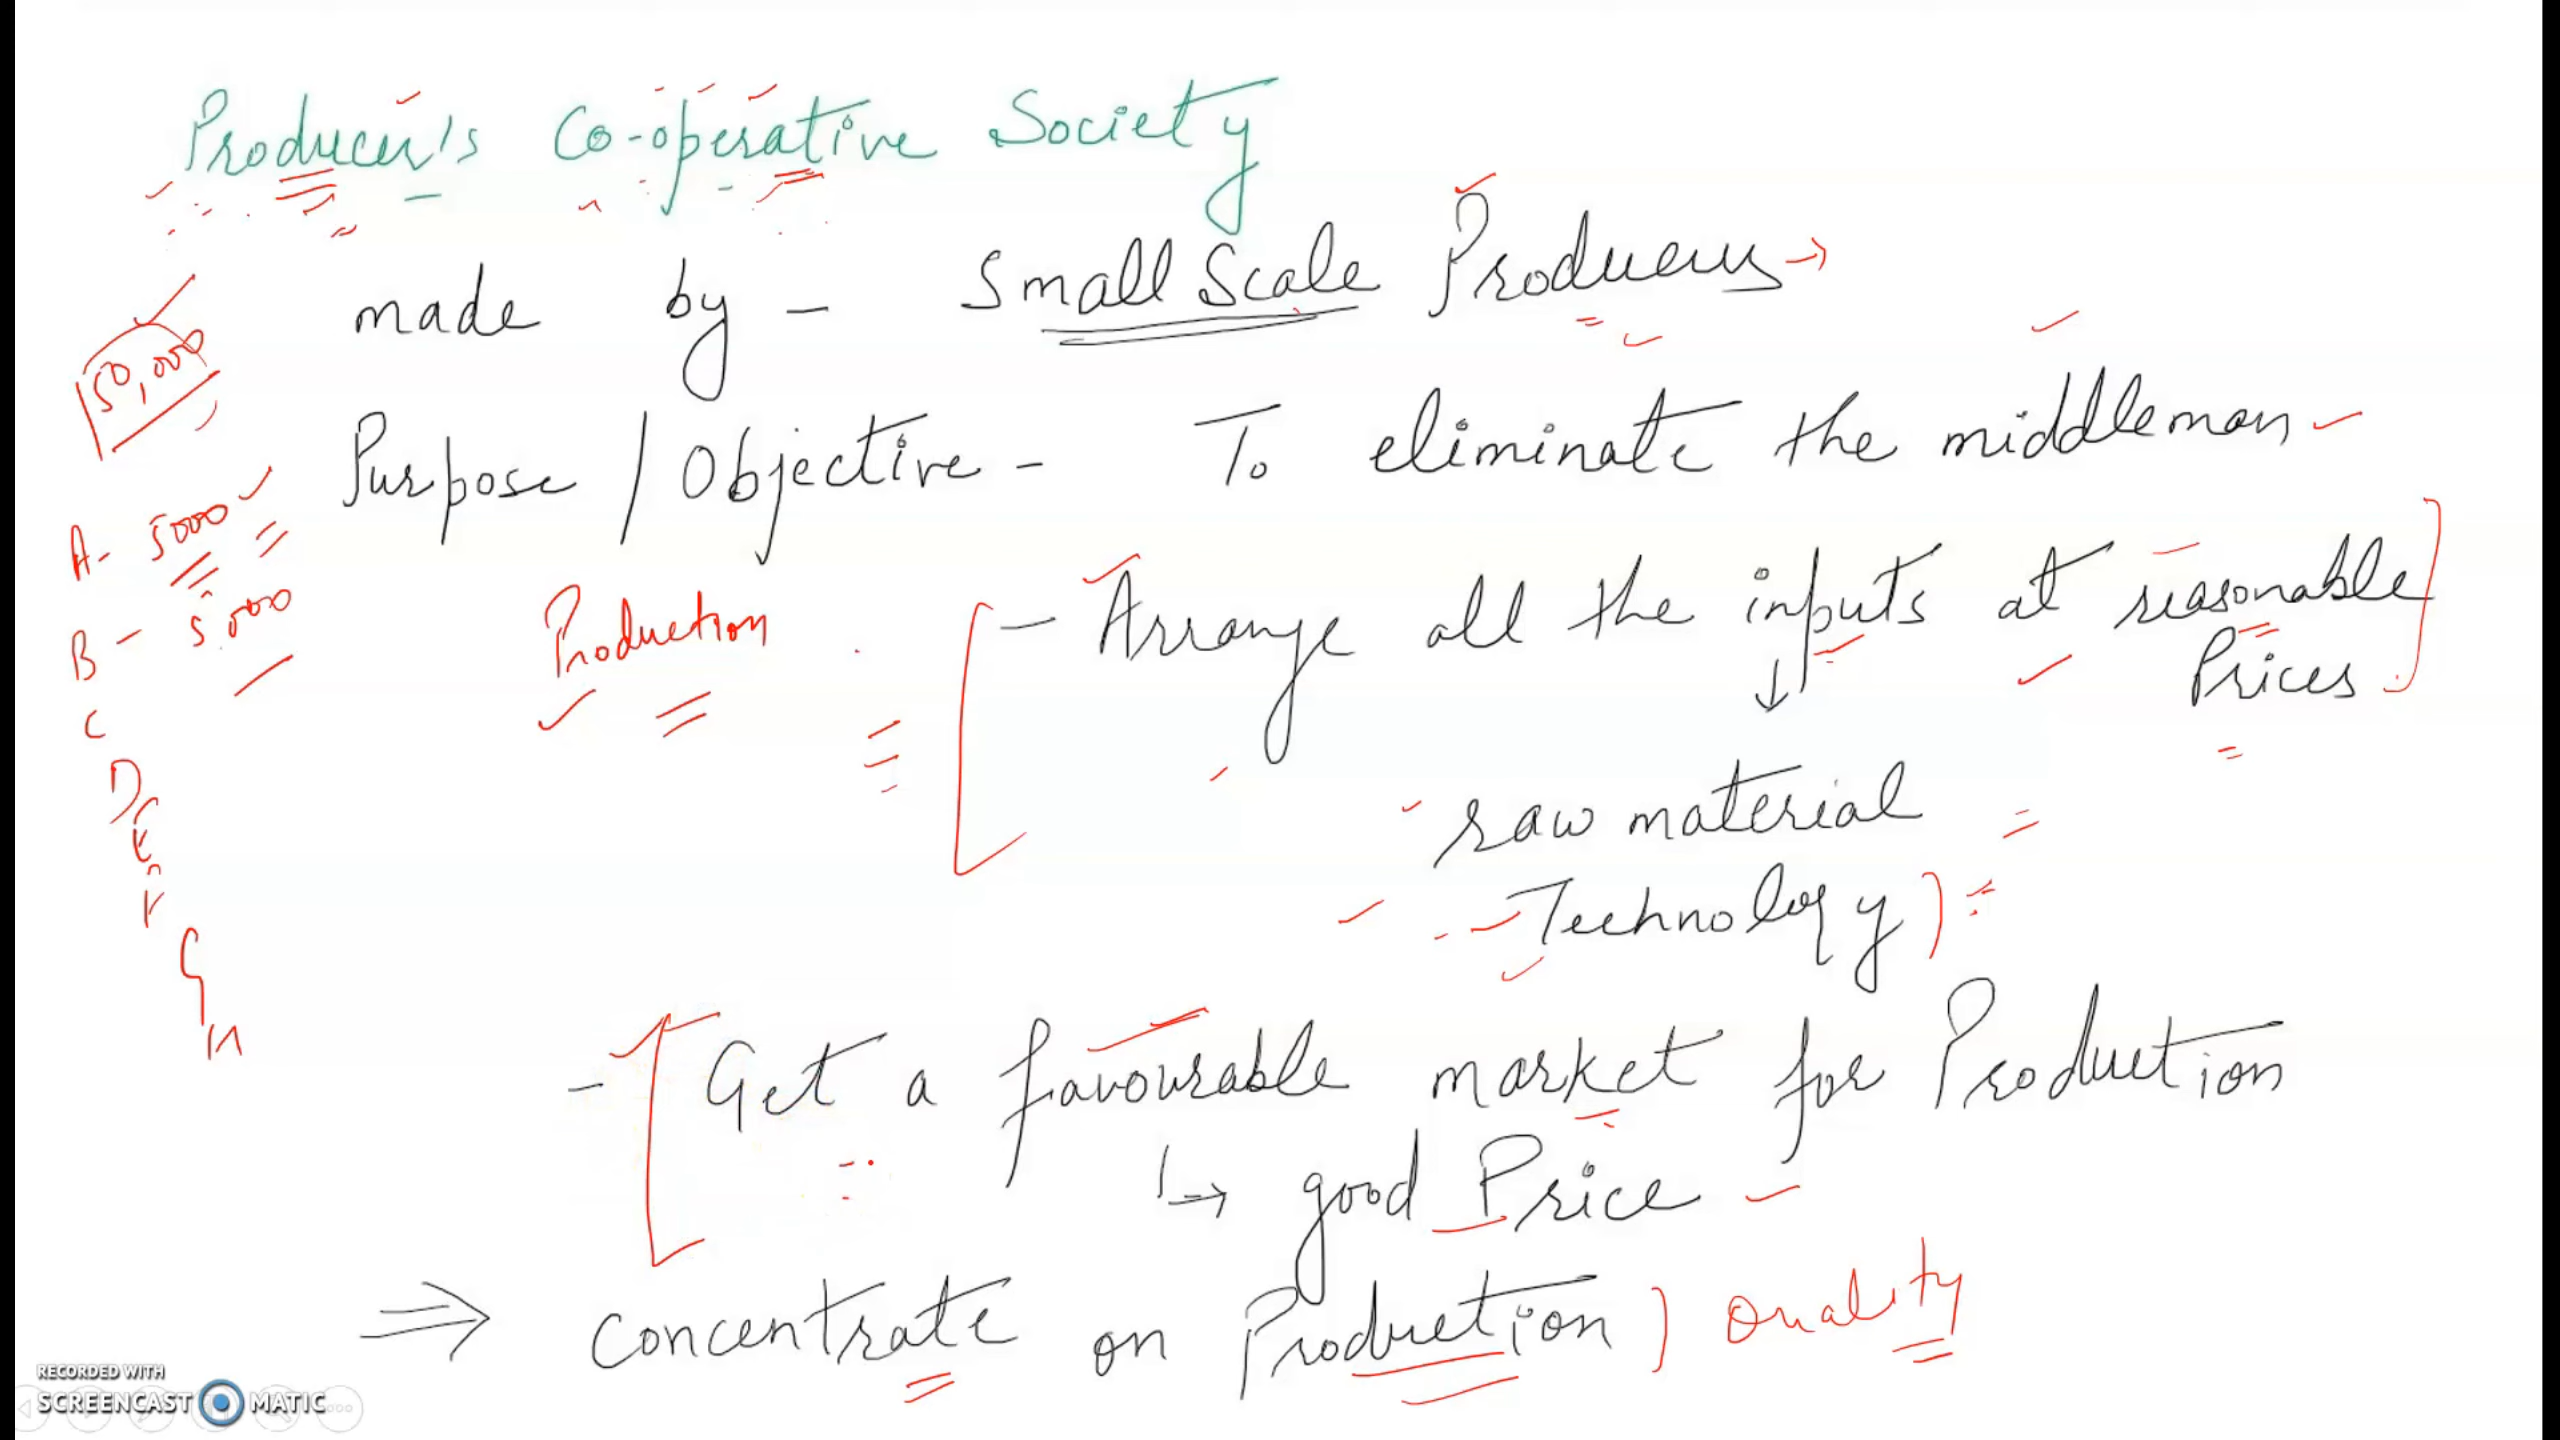 Producer's Co-operative Society
made by - Small Scale Producers →
50,000
Purpose / Objective - To eliminate the middleman
A - 5000
B - 5000
C
D
E
F
G
H
Production
- Arrange all the inputs at reasonable Prices
↓
raw material
Technology
- Get a favourable market for Production
↳ good Price
⇒ Concentrate on Production) Quality
RECORDED WITH
SCREENCAST MATIC